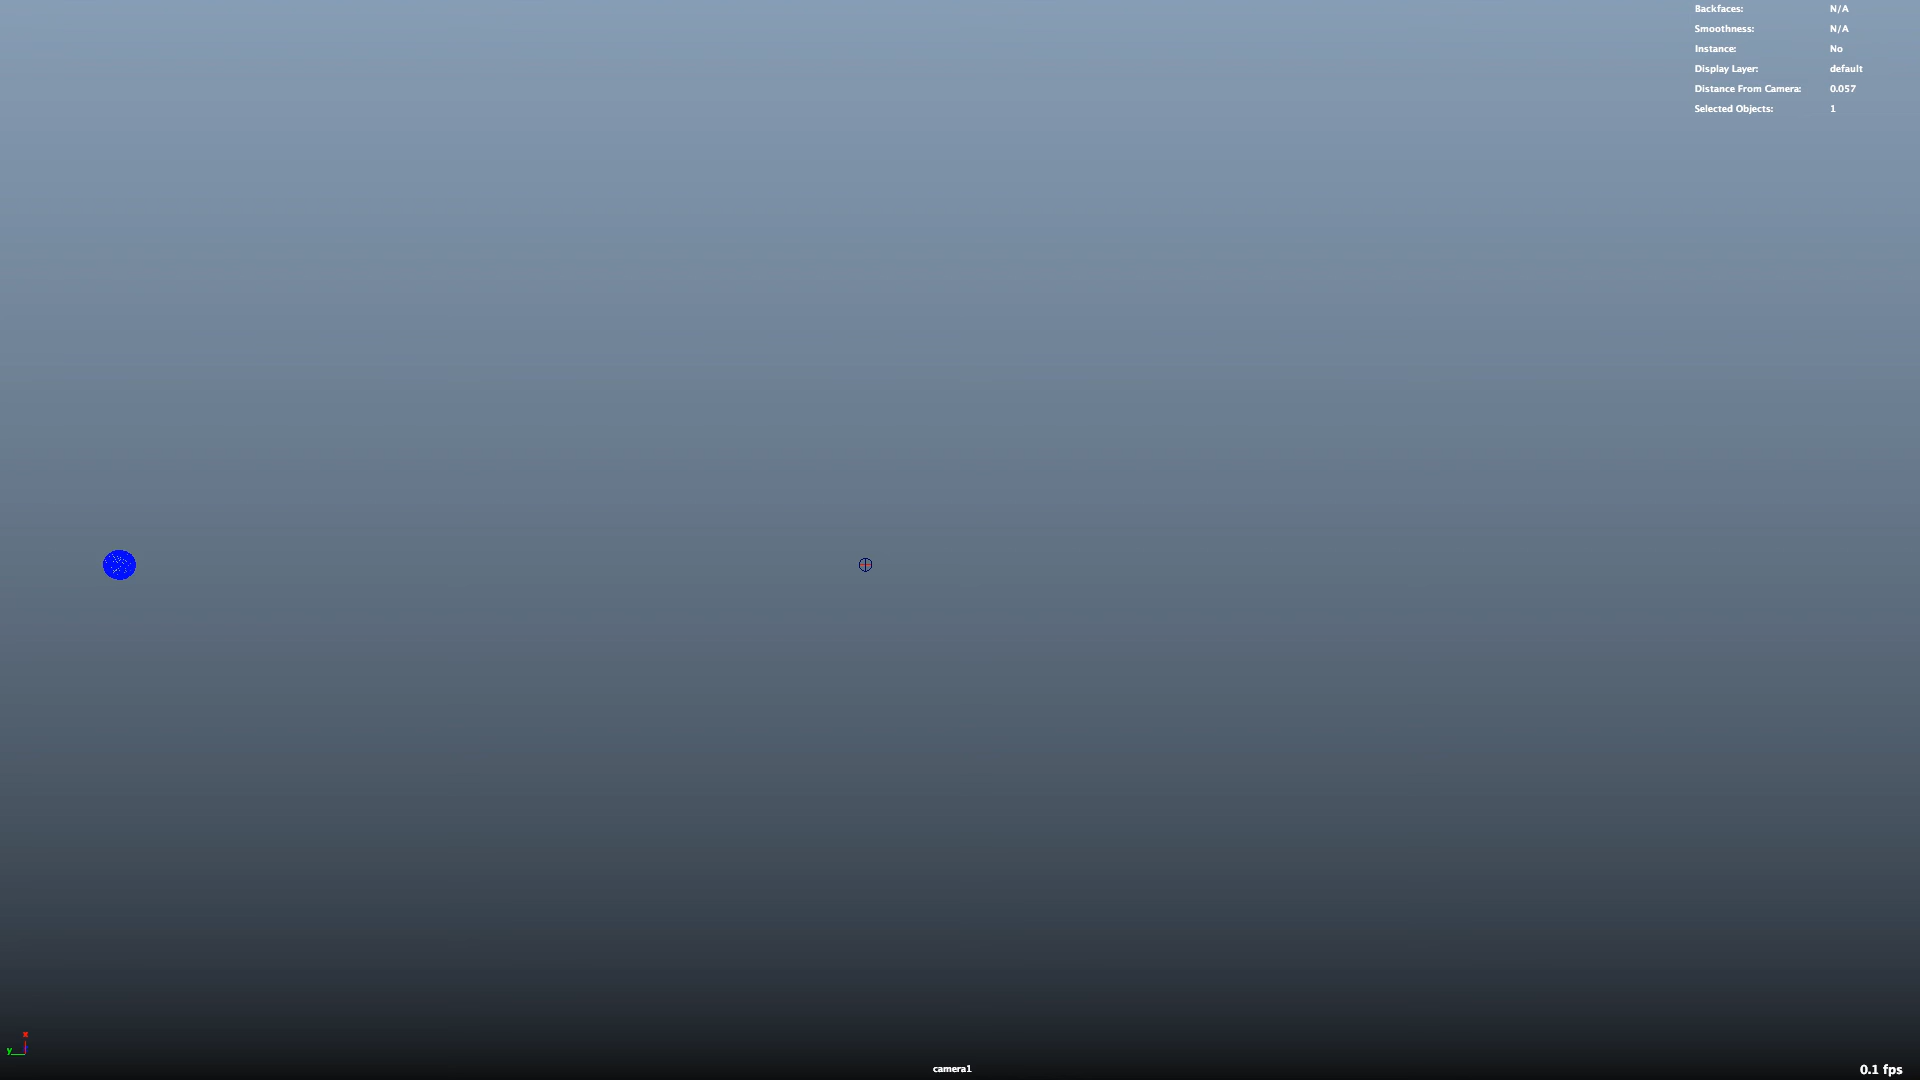 Backfaces: N/A
Smoothness: N/A
Instance: No
Display Layer: default
Distance From Camera: 0.057
Selected Objects: 1
x
y
camera1
0.1 fps